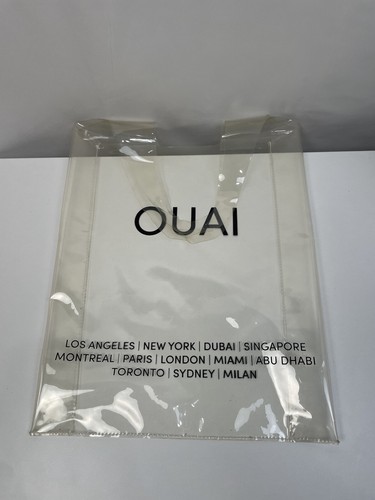 OUAI
LOS ANGELES | NEW YORK | DUBAI | SINGAPORE
MONTREAL | PARIS | LONDON | MIAMI | ABU DHABI
TORONTO | SYDNEY | MILAN